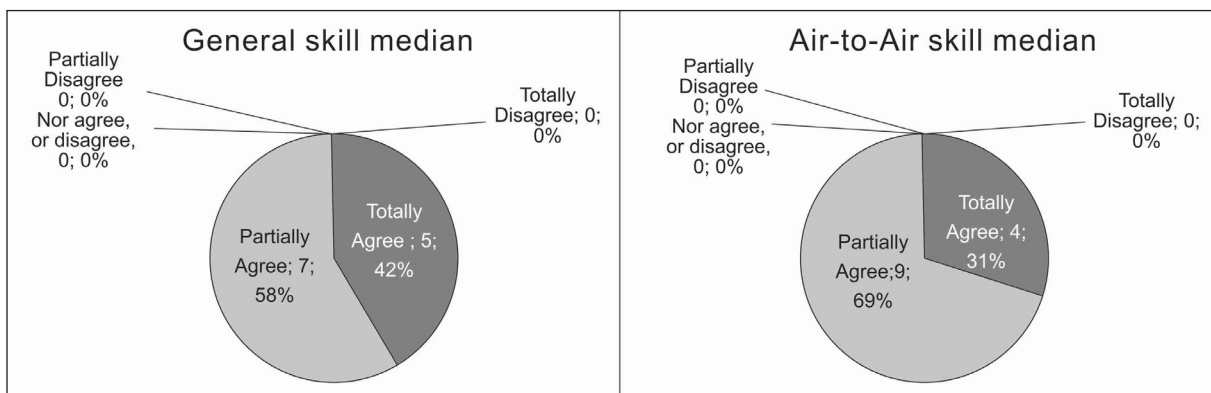 General skill median
Partially
Disagree
0; 0%
Nor agree,
or disagree,
0; 0%
Totally
Disagree; 0;
0%
Totally
Agree ; 5;
42%
Partially
Agree; 7;
58%
Air-to-Air skill median
Partially
Disagree
0; 0%
Nor agree,
or disagree,
0; 0%
Totally
Disagree; 0;
0%
Totally
Agree; 4;
31%
Partially
Agree;9;
69%